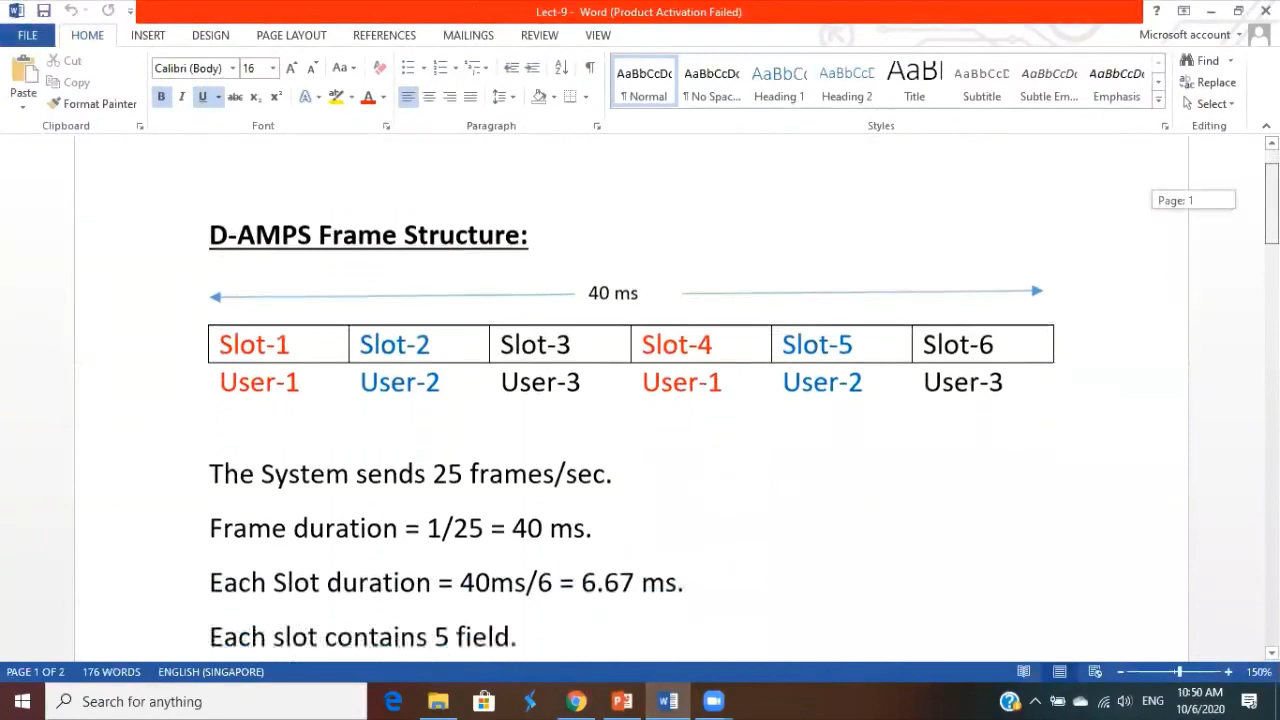 Lect-9 - Word (Product Activation Failed)
FILE HOME INSERT DESIGN PAGE LAYOUT REFERENCES MAILINGS REVIEW VIEW Microsoft account
Paste Cut Copy Format Painter
Clipboard
Calibri (Body) 16
Font
Paragraph
AaBbCcDc AaBbCcDc AaBbCc AaBbCcE AaBl AaBbCcD AaBbCcDc AaBbCcDc
¶ Normal ¶ No Spac... Heading 1 Heading 2 Title Subtitle Subtle Em... Emphasis
Styles
Find Replace Select
Editing
Page: 1
D-AMPS Frame Structure:
40 ms
Slot-1 Slot-2 Slot-3 Slot-4 Slot-5 Slot-6
User-1 User-2 User-3 User-1 User-2 User-3
The System sends 25 frames/sec.
Frame duration = 1/25 = 40 ms.
Each Slot duration = 40ms/6 = 6.67 ms.
Each slot contains 5 field.
PAGE 1 OF 2 176 WORDS ENGLISH (SINGAPORE) 150%
Search for anything
ENG
10:50 AM
10/6/2020